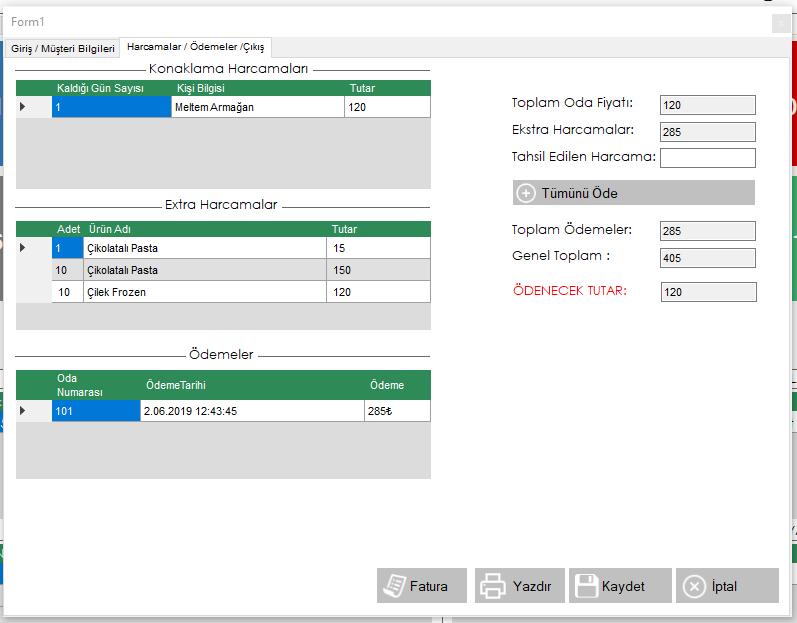 Form1
x
Giriş / Müşteri Bilgileri
Harcamalar / Ödemeler /Çıkış
Konaklama Harcamaları
Kaldığı Gün Sayısı Kişi Bilgisi Tutar
1 Meltem Armağan 120
Extra Harcamalar
Adet Ürün Adı Tutar
1 Çikolatalı Pasta 15
10 Çikolatalı Pasta 150
10 Çilek Frozen 120
Ödemeler
Oda Numarası ÖdemeTarihi Ödeme
101 2.06.2019 12:43:45 285₺
Toplam Oda Fiyatı: 120
Ekstra Harcamalar: 285
Tahsil Edilen Harcama:
Tümünü Öde
Toplam Ödemeler: 285
Genel Toplam : 405
ÖDENECEK TUTAR: 120
Fatura
Yazdır
Kaydet
İptal